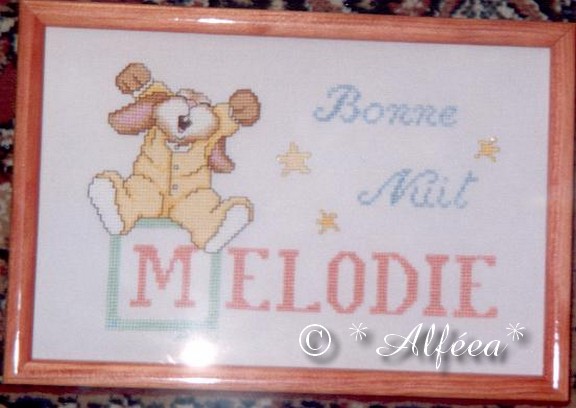 Bonne
Nuit
MELODIE
© * Alféea *